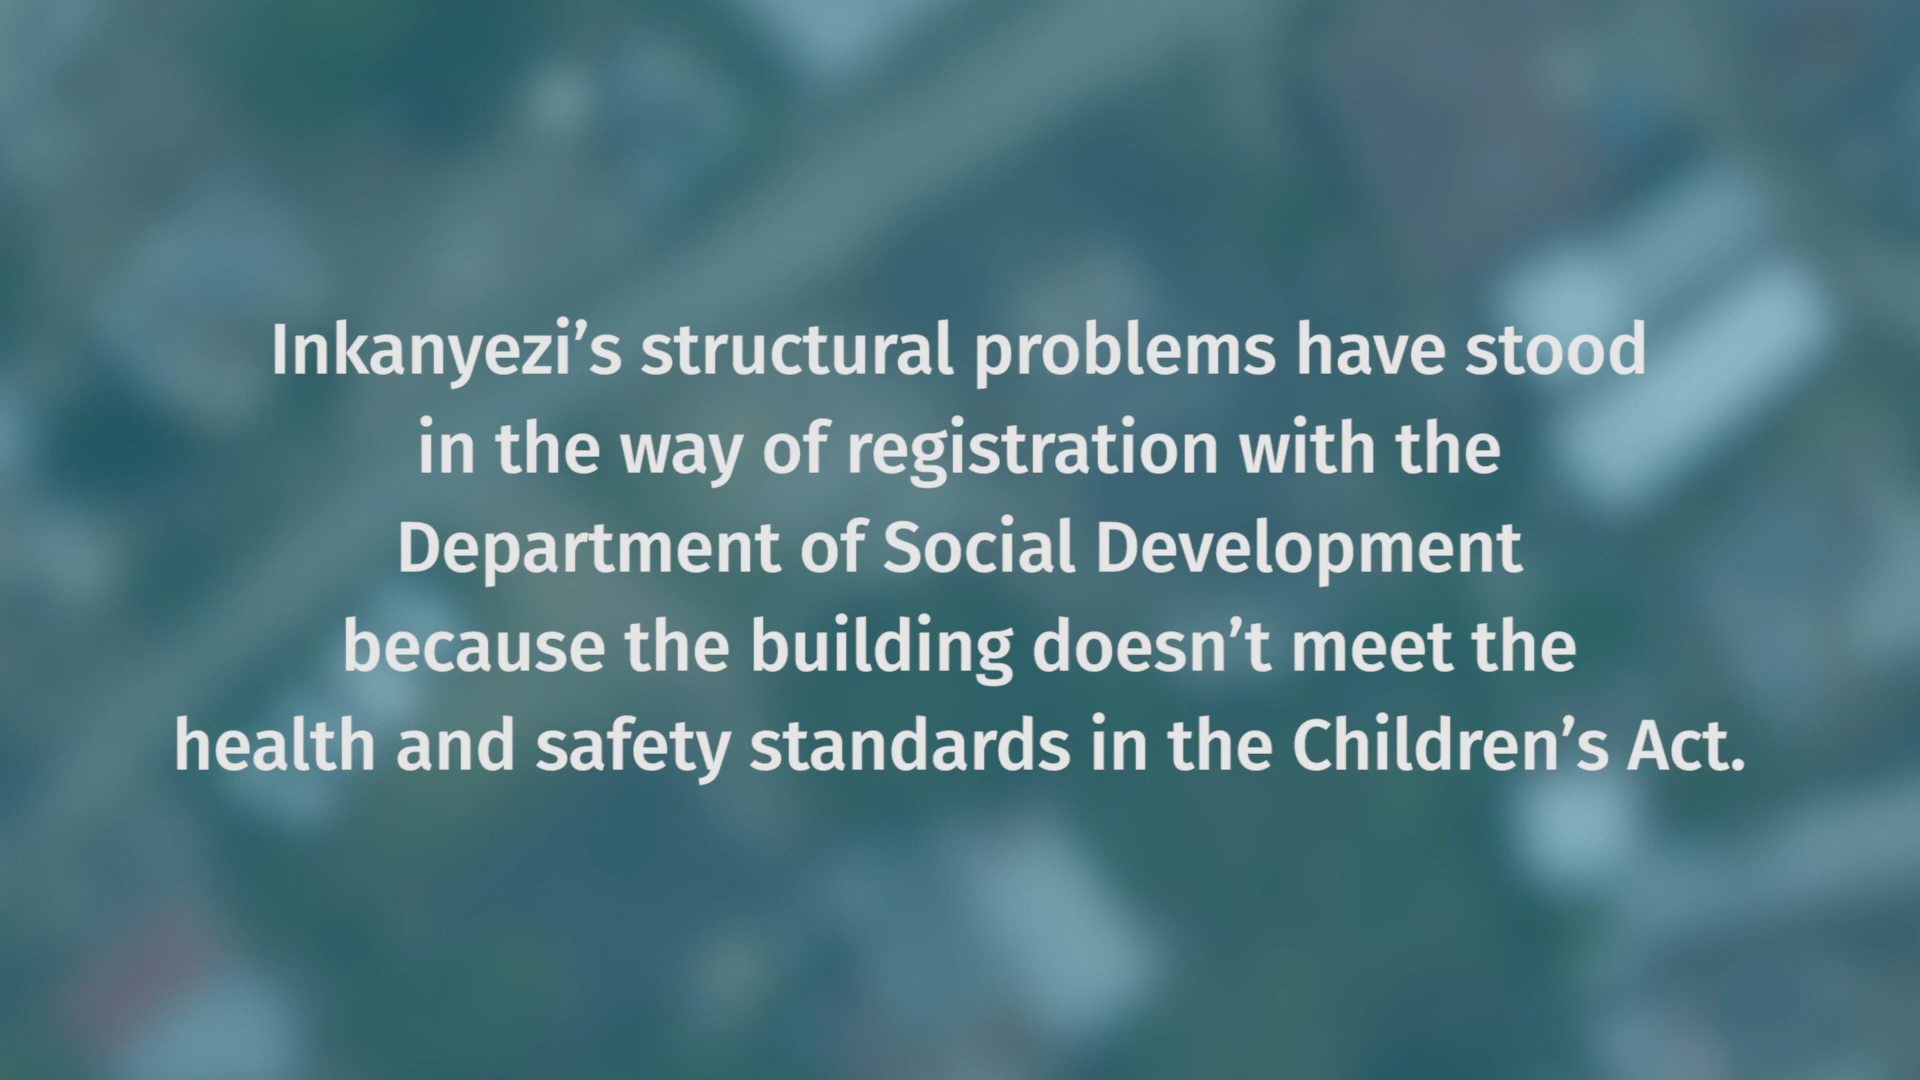 Inkanyezi’s structural problems have stood
in the way of registration with the
Department of Social Development
because the building doesn’t meet the
health and safety standards in the Children’s Act.